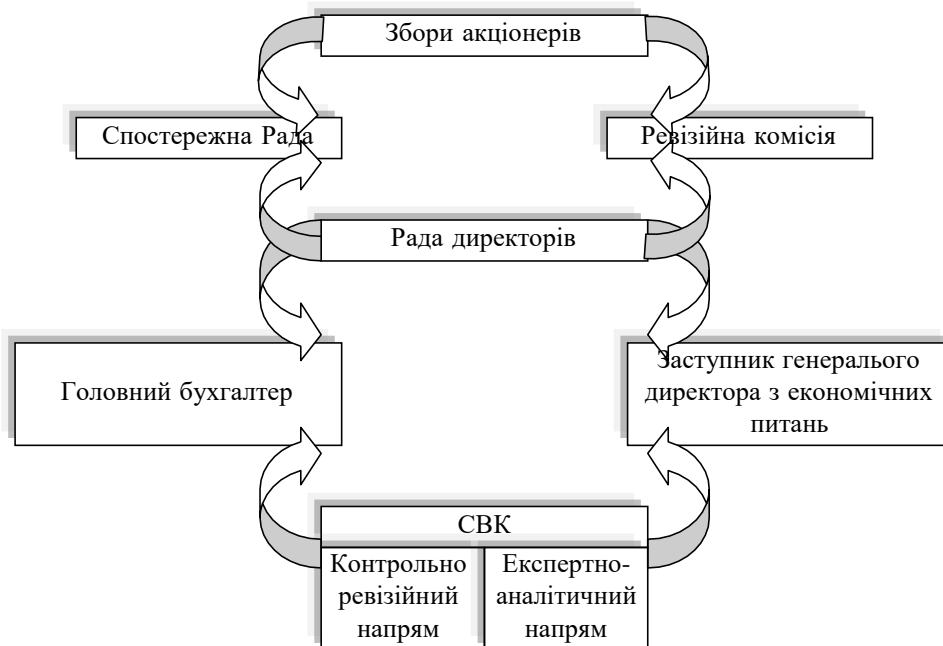 Збори акціонерів
Спостережна Рада
Ревізійна комісія
Рада директорів
Головний бухгалтер
Заступник генералього
директора з економічних
питань
СВК
Контрольно
ревізійний
напрям
Експертно-
аналітичний
напрям